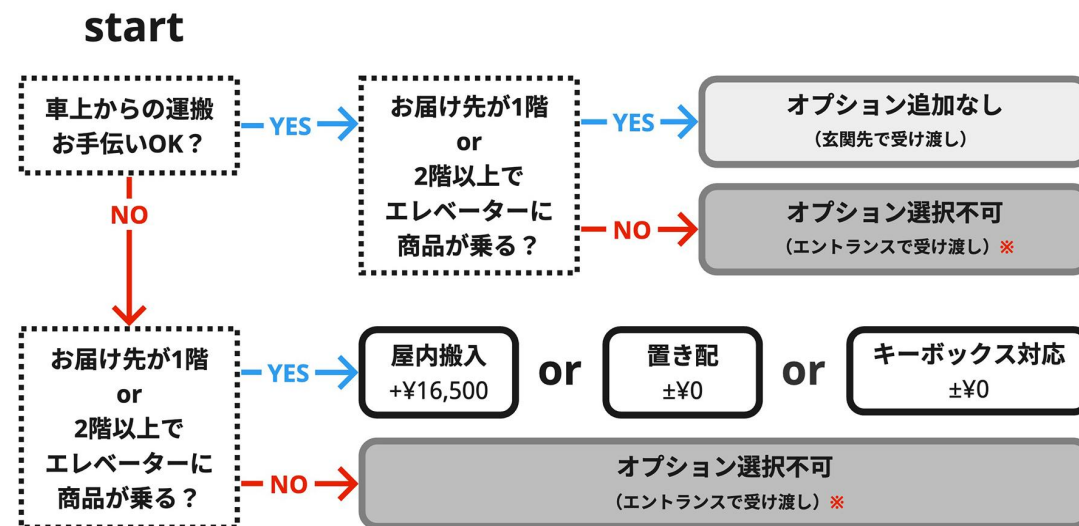 start
車上からの運搬
お手伝いOK？
YES
お届け先が1階
or
2階以上で
エレベーターに
商品が乗る？
YES
オプション追加なし
（玄関先で受け渡し）
NO
オプション選択不可
（エントランスで受け渡し）※
NO
お届け先が1階
or
2階以上で
エレベーターに
商品が乗る？
YES
屋内搬入
+¥16,500
or
置き配
±¥0
or
キーボックス対応
±¥0
NO
オプション選択不可
（エントランスで受け渡し）※